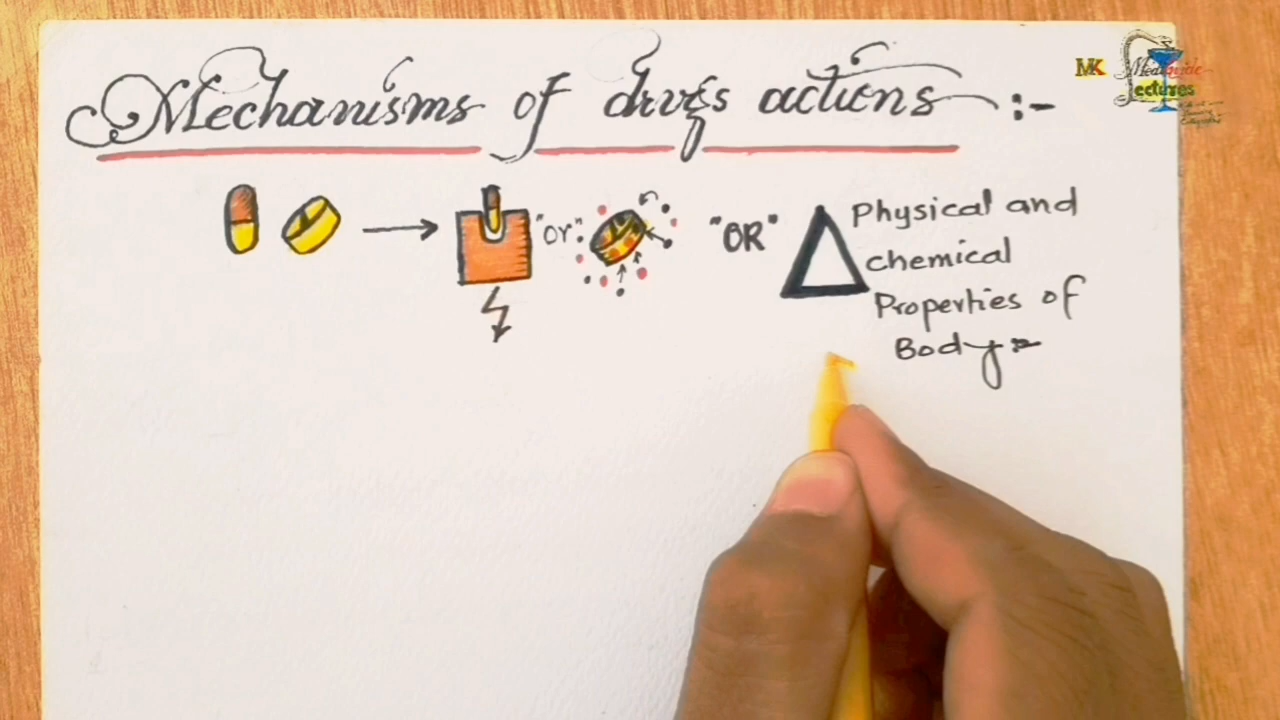 Mechanisms of drugs actions :-
"or"
"OR"
Physical and
chemical
Properties of
Body:-
MK
Lectures